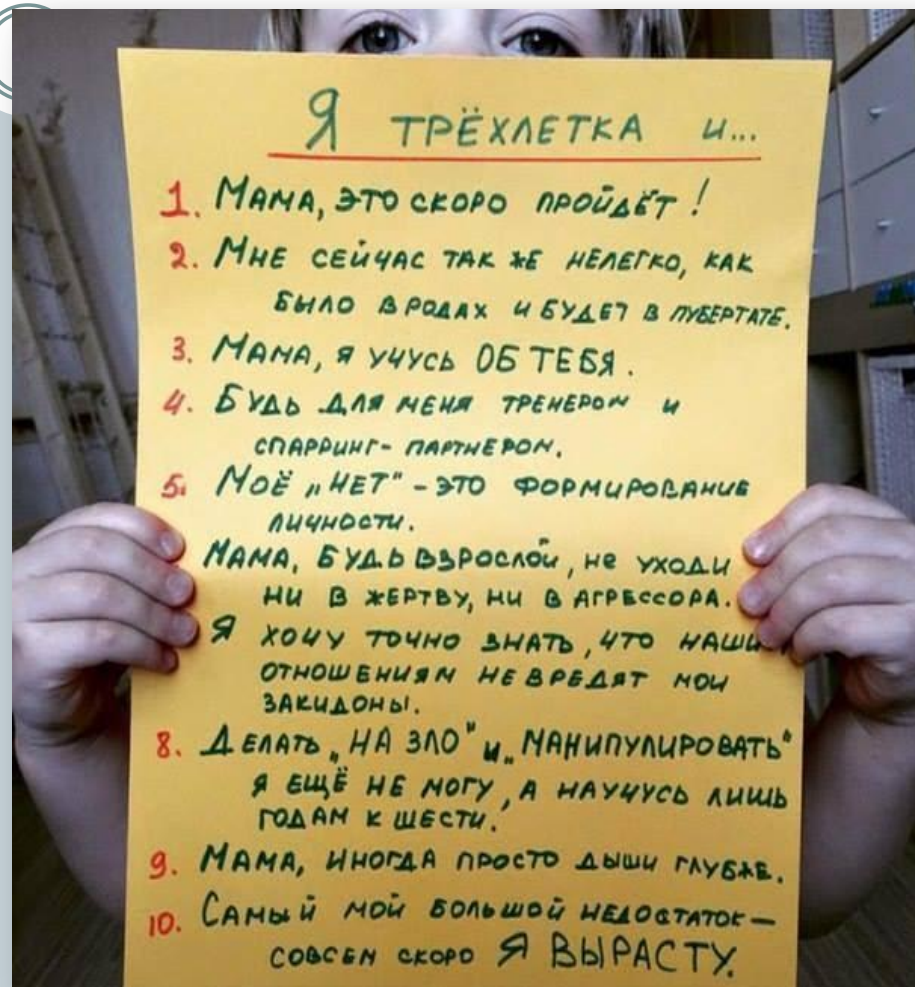 Я ТРЁХЛЕТКА И...
1. МАМА, ЭТО СКОРО ПРОЙДЁТ!
2. МНЕ СЕЙЧАС ТАК ЖЕ НЕЛЕГКО, КАК
БЫЛО В РОДАХ И БУДЕТ В ПУБЕРТАТЕ.
3. МАМА, Я УЧУСЬ ОБ ТЕБЯ.
4. БУДЬ ДЛЯ МЕНЯ ТРЕНЕРОМ И
СПАРРИНГ-ПАРТНЕРОМ.
5. МОЁ „НЕТ" - ЭТО ФОРМИРОВАНИЕ
ЛИЧНОСТИ.
МАМА, БУДЬ ВЗРОСЛОЙ, НЕ УХОДИ
НИ В ЖЕРТВУ, НИ В АГРЕССОРА.
Я ХОЧУ ТОЧНО ЗНАТЬ, ЧТО НАШИ
ОТНОШЕНИЯМ НЕ ВРЕДЯТ МОИ
ЗАКИДОНЫ.
8. ДЕЛАТЬ „НА ЗЛО" И „МАНИПУЛИРОВАТЬ"
Я ЕЩЁ НЕ МОГУ, А НАУЧУСЬ ЛИШЬ
ГОДАМ К ШЕСТИ.
9. МАМА, ИНОГДА ПРОСТО ДЫШИ ГЛУБЖЕ.
10. САМЫЙ МОЙ БОЛЬШОЙ НЕДОСТАТОК —
СОВСЕМ СКОРО Я ВЫРАСТУ.